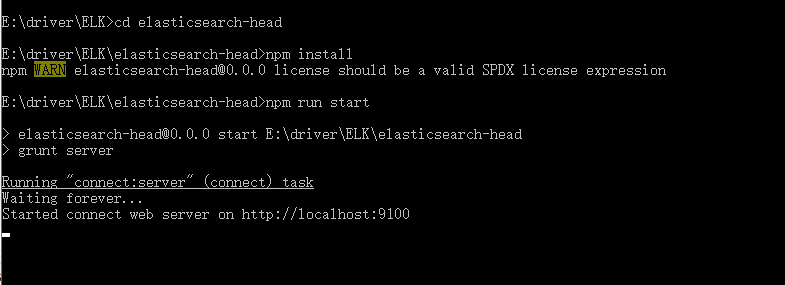 E:\driver\ELK>cd elasticsearch-head
E:\driver\ELK\elasticsearch-head>npm install
npm WARN elasticsearch-head@0.0.0 license should be a valid SPDX license expression
E:\driver\ELK\elasticsearch-head>npm run start
> elasticsearch-head@0.0.0 start E:\driver\ELK\elasticsearch-head
> grunt server
Running "connect:server" (connect) task
Waiting forever...
Started connect web server on http://localhost:9100